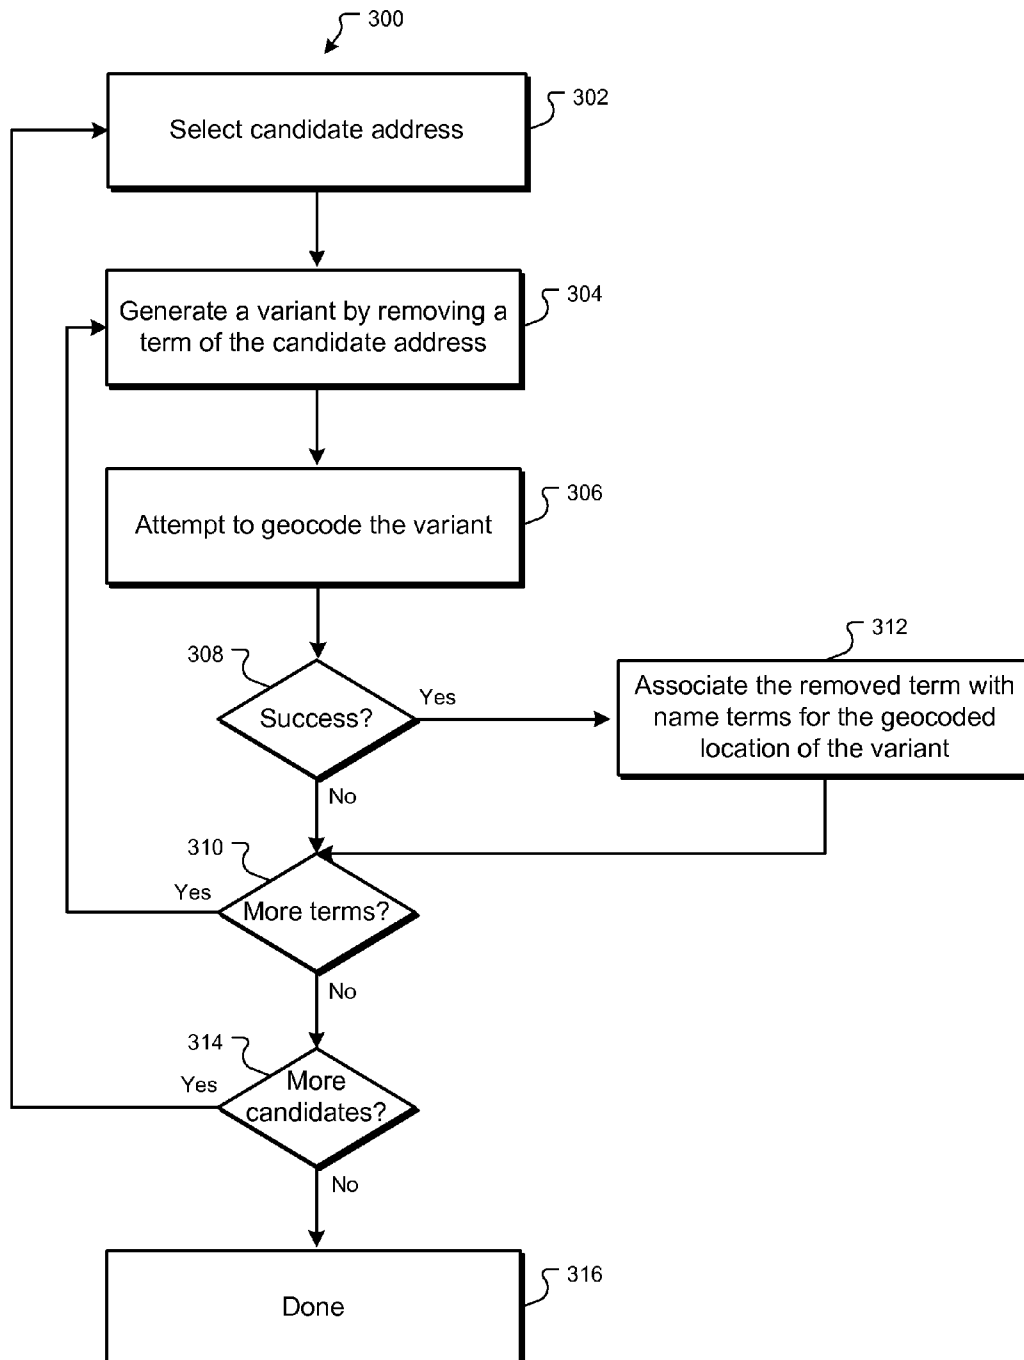 300
302
Select candidate address
304
Generate a variant by removing a
term of the candidate address
306
Attempt to geocode the variant
308
Success?
Yes
312
Associate the removed term with
name terms for the geocoded
location of the variant
No
310
Yes
More terms?
No
314
Yes
More
candidates?
No
316
Done